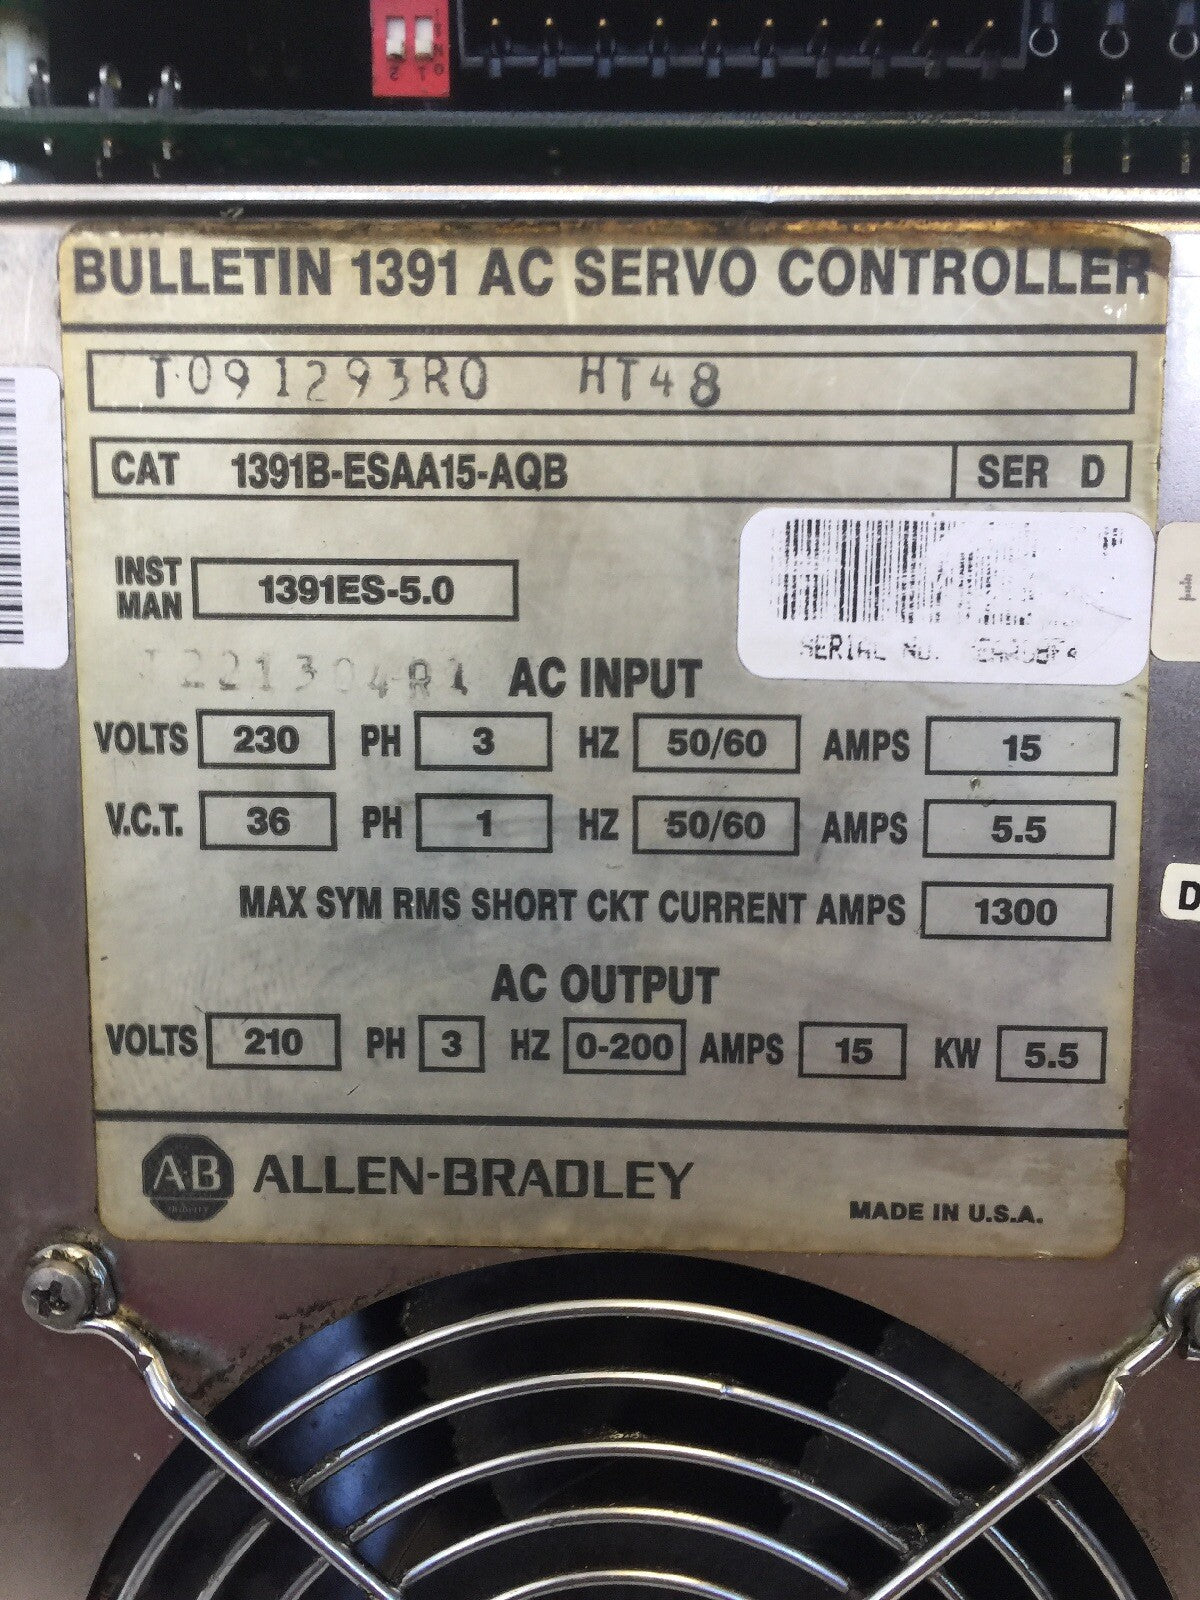 BULLETIN 1391 AC SERVO CONTROLLER
T091293R0 HT48
CAT 1391B-ESAA15-AQB SER D
INST MAN 1391ES-5.0
SERIAL NO.
AC INPUT
VOLTS 230 PH 3 HZ 50/60 AMPS 15
V.C.T. 36 PH 1 HZ 50/60 AMPS 5.5
MAX SYM RMS SHORT CKT CURRENT AMPS 1300
D
AC OUTPUT
VOLTS 210 PH 3 HZ 0-200 AMPS 15 KW 5.5
A-B ALLEN-BRADLEY
MADE IN U.S.A.